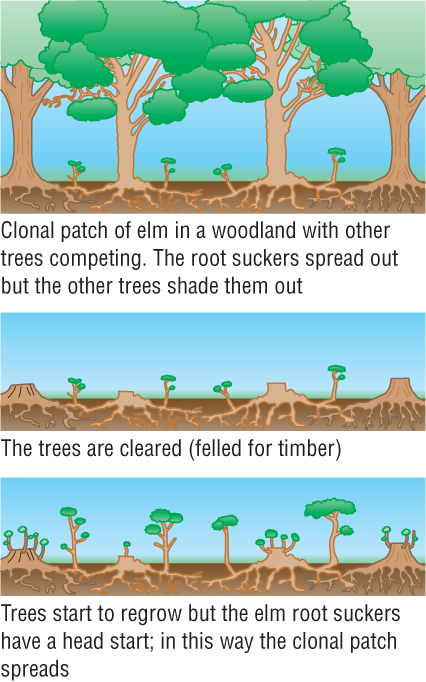 Clonal patch of elm in a woodland with other
trees competing. The root suckers spread out
but the other trees shade them out
The trees are cleared (felled for timber)
Trees start to regrow but the elm root suckers
have a head start; in this way the clonal patch
spreads